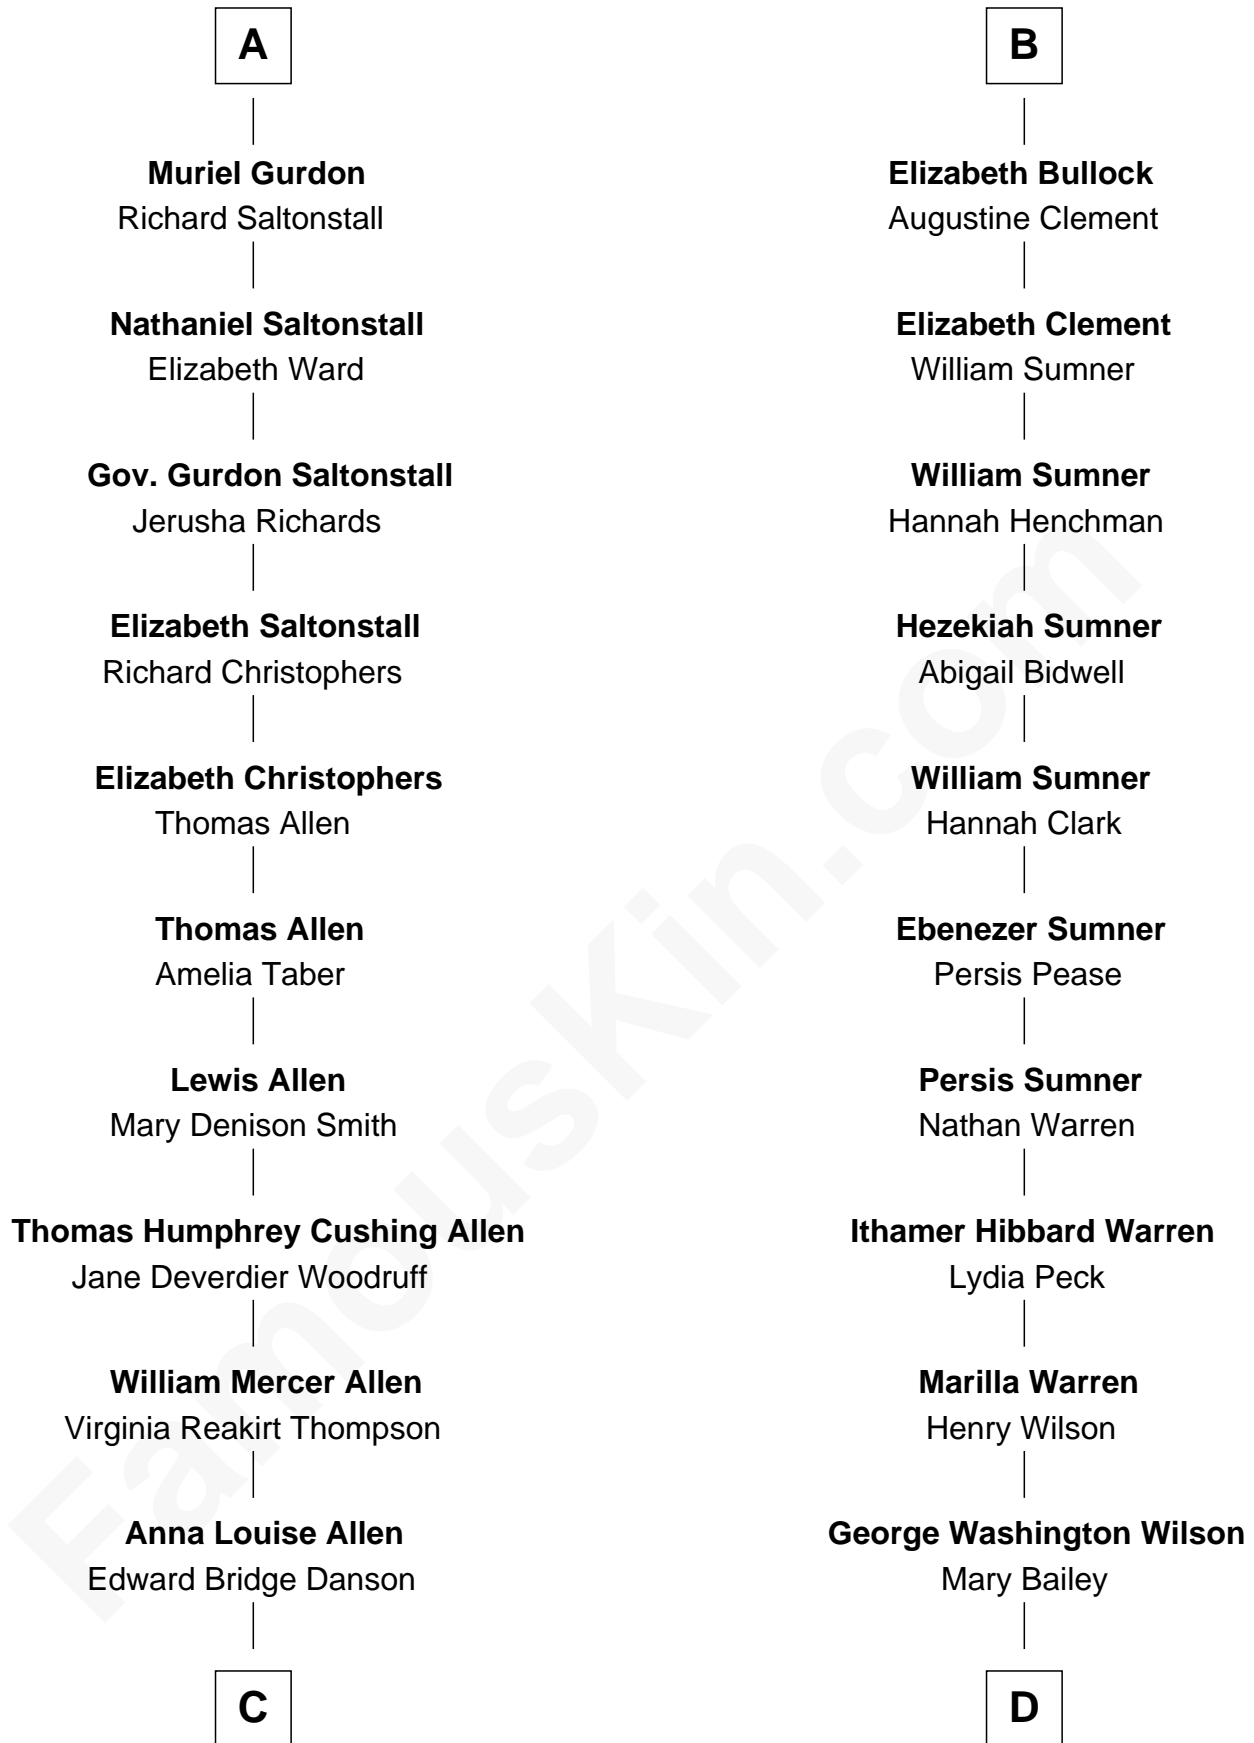 A
Muriel Gurdon
Richard Saltonstall
Nathaniel Saltonstall
Elizabeth Ward
Gov. Gurdon Saltonstall
Jerusha Richards
Elizabeth Saltonstall
Richard Christophers
Elizabeth Christophers
Thomas Allen
Thomas Allen
Amelia Taber
Lewis Allen
Mary Denison Smith
Thomas Humphrey Cushing Allen
Jane Deverdier Woodruff
William Mercer Allen
Virginia Reakirt Thompson
Anna Louise Allen
Edward Bridge Danson
C
B
Elizabeth Bullock
Augustine Clement
Elizabeth Clement
William Sumner
William Sumner
Hannah Henchman
Hezekiah Sumner
Abigail Bidwell
William Sumner
Hannah Clark
Ebenezer Sumner
Persis Pease
Persis Sumner
Nathan Warren
Ithamer Hibbard Warren
Lydia Peck
Marilla Warren
Henry Wilson
George Washington Wilson
Mary Bailey
D
FamousKin.com